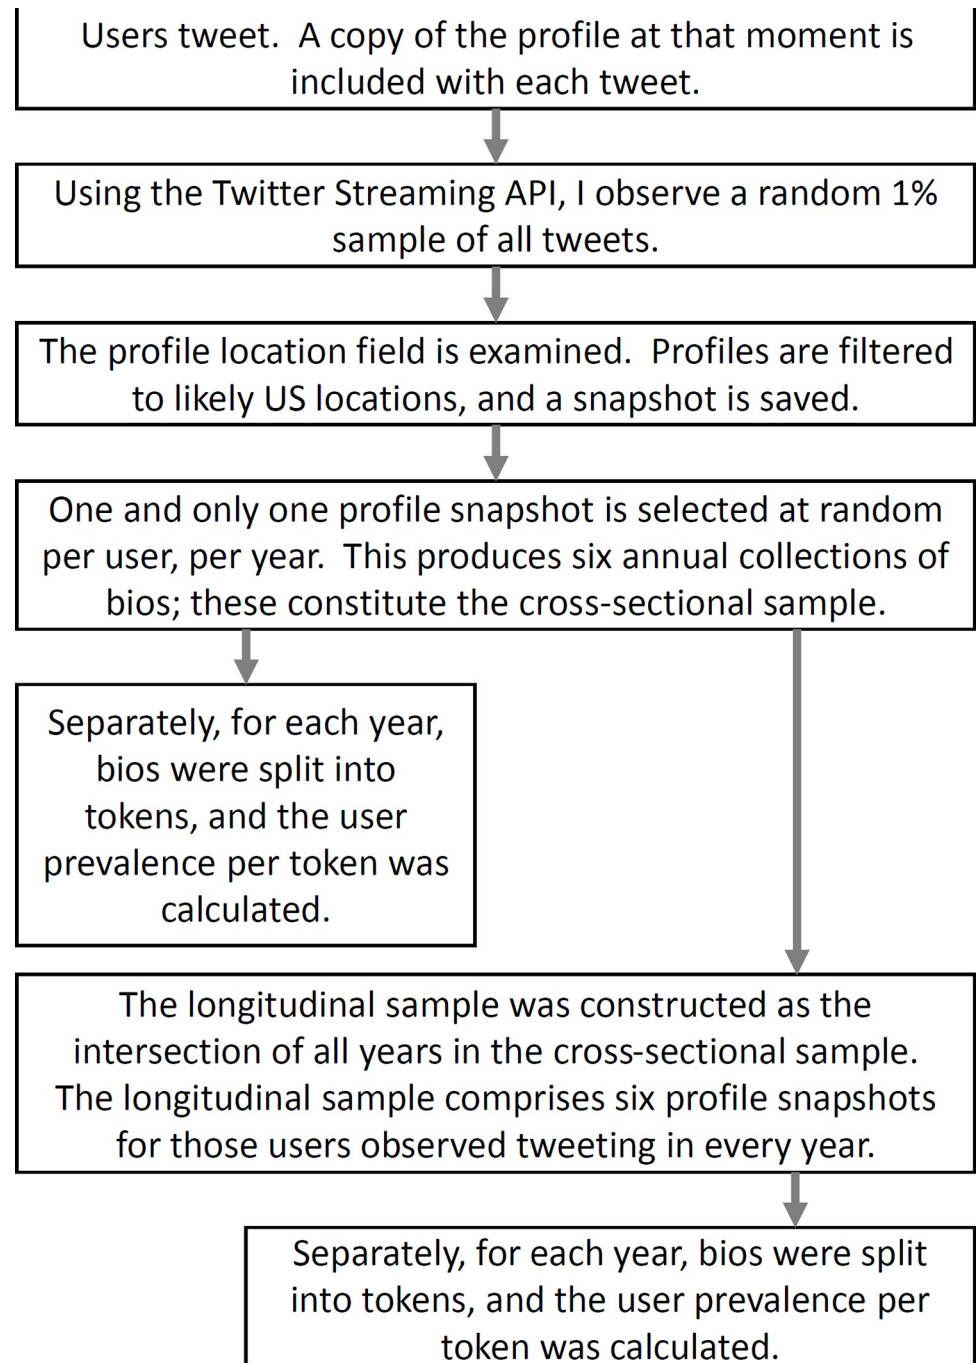 Users tweet.  A copy of the profile at that moment is
included with each tweet.
Using the Twitter Streaming API, I observe a random 1%
sample of all tweets.
The profile location field is examined.  Profiles are filtered
to likely US locations, and a snapshot is saved.
One and only one profile snapshot is selected at random
per user, per year.  This produces six annual collections of
bios; these constitute the cross-sectional sample.
Separately, for each year,
bios were split into
tokens, and the user
prevalence per token was
calculated.
The longitudinal sample was constructed as the
intersection of all years in the cross-sectional sample.
The longitudinal sample comprises six profile snapshots
for those users observed tweeting in every year.
Separately, for each year, bios were split
into tokens, and the user prevalence per
token was calculated.